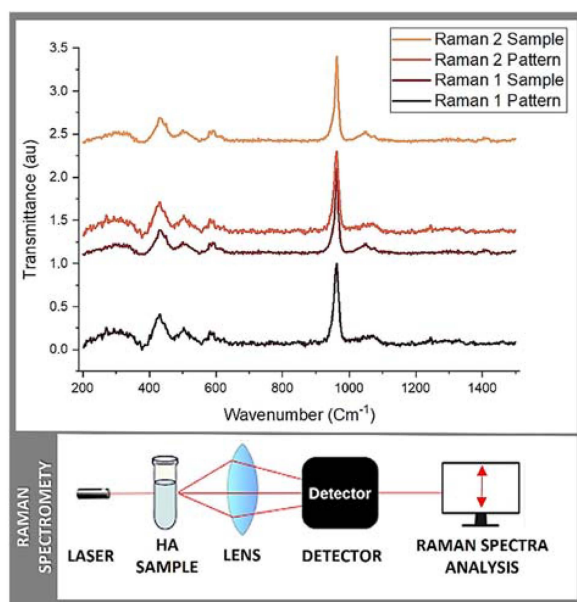 Raman 2 Sample
Raman 2 Pattern
Raman 1 Sample
Raman 1 Pattern
Transmittance (au)
3.5
3.0
2.5
2.0
1.5
1.0
0.5
0.0
200 400 600 800 1000 1200 1400
Wavenumber (Cm⁻¹)
RAMAN
SPECTROMETY
Detector
LASER
HA
SAMPLE
LENS
DETECTOR
RAMAN SPECTRA
ANALYSIS